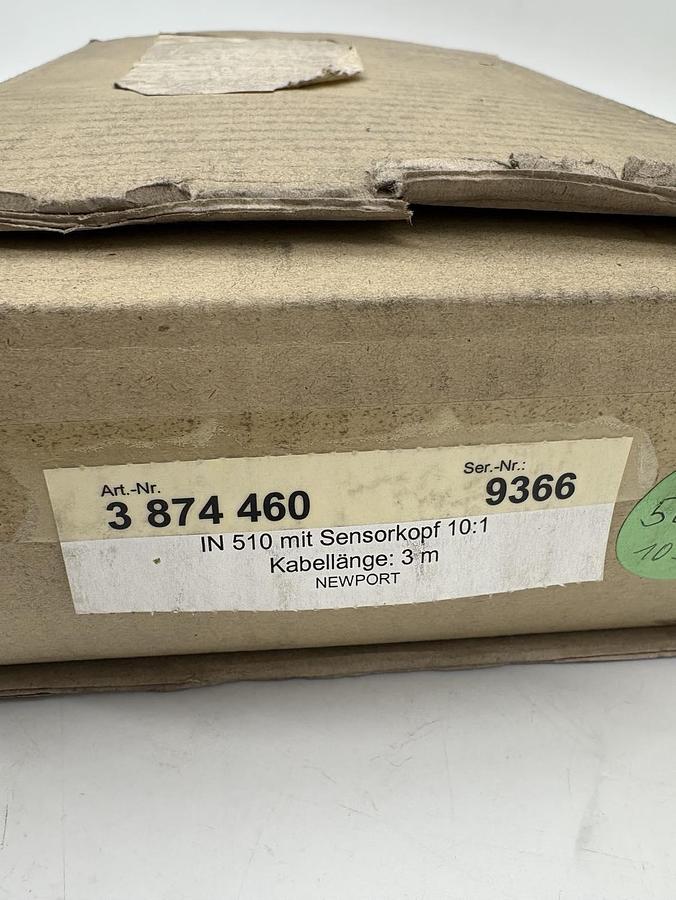 Art.-Nr.
3 874 460
Ser.-Nr.:
9366
IN 510 mit Sensorkopf 10:1
Kabellänge: 3 m
NEWPORT